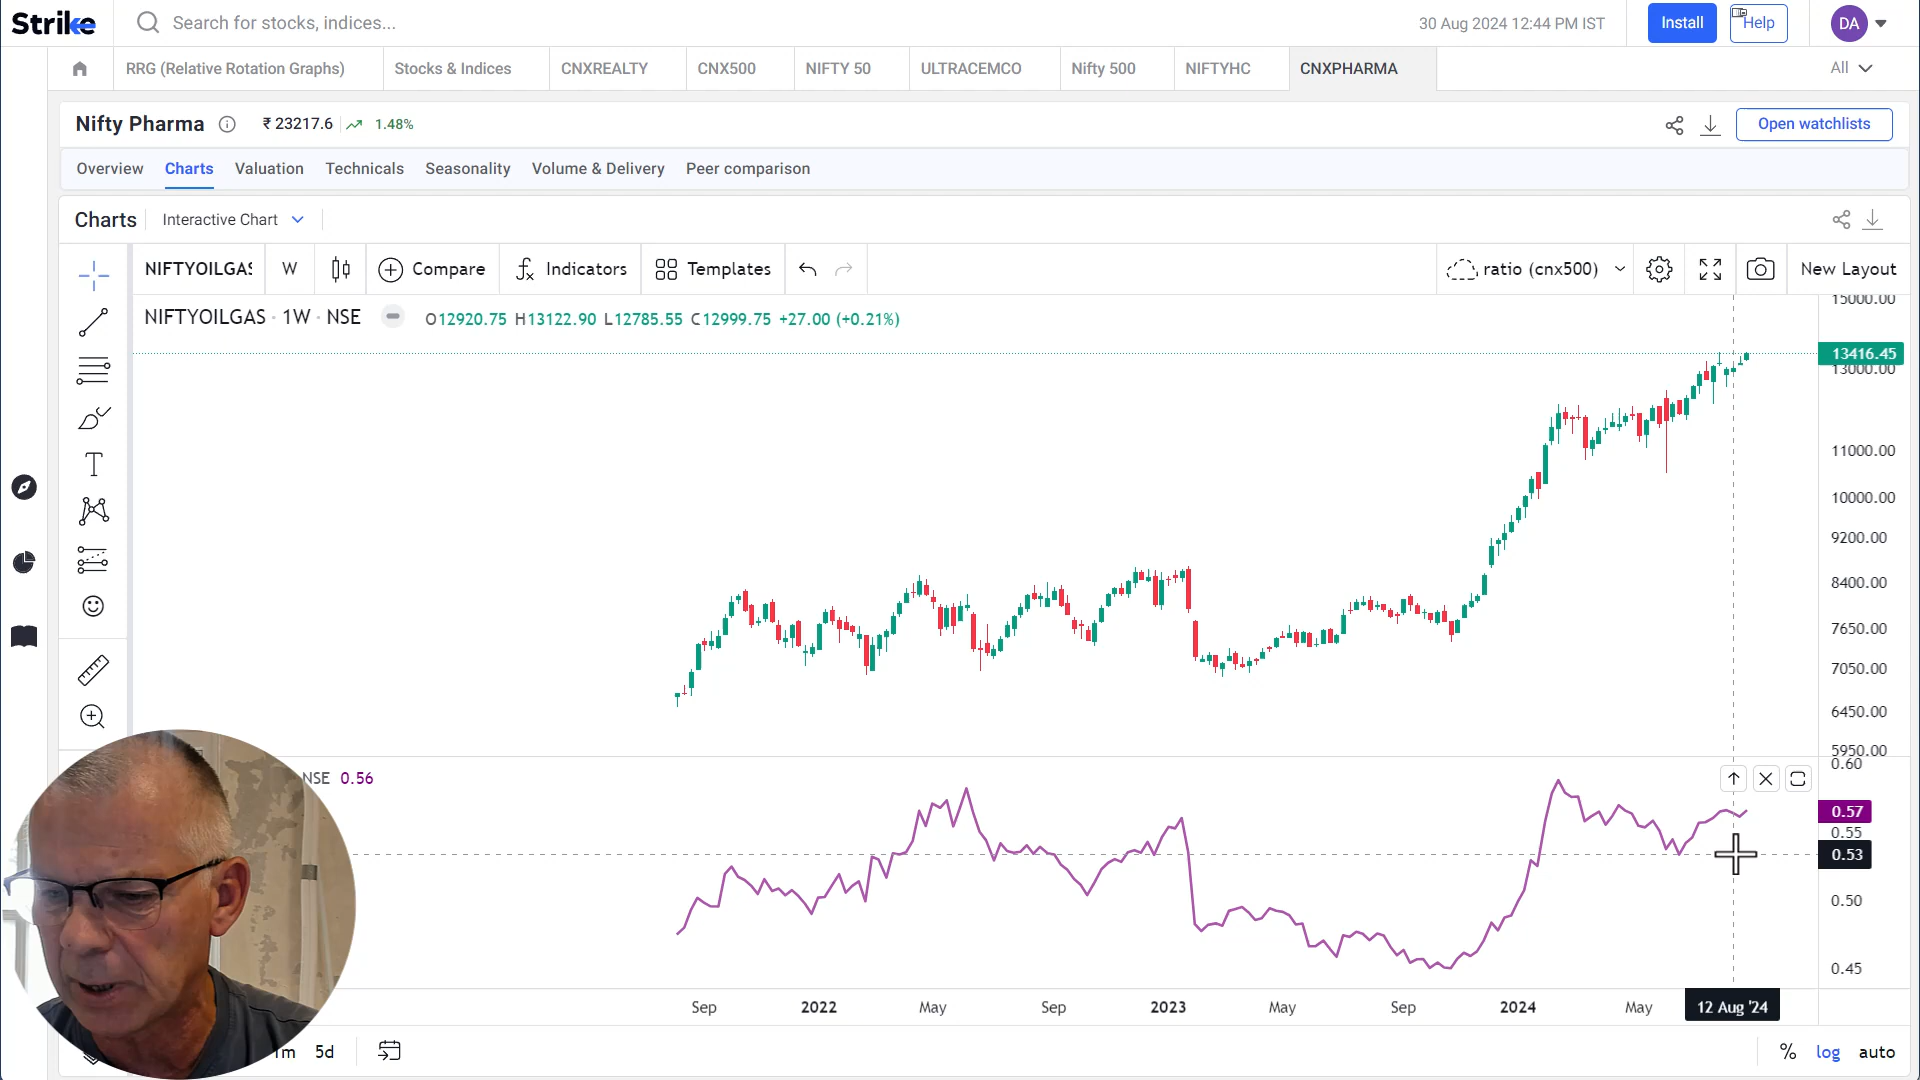 Strike
Search for stocks, indices...
30 Aug 2024 12:44 PM IST
Install
Help
DA
RRG (Relative Rotation Graphs)
Stocks & Indices
CNXREALTY
CNX500
NIFTY 50
ULTRACEMCO
Nifty 500
NIFTYHC
CNXPHARMA
All
Nifty Pharma
₹ 23217.6
1.48%
Open watchlists
Overview
Charts
Valuation
Technicals
Seasonality
Volume & Delivery
Peer comparison
Charts
Interactive Chart
NIFTYOILGAS
W
Compare
Indicators
Templates
ratio (cnx500)
New Layout
NIFTYOILGAS · 1W · NSE
O12920.75 H13122.90 L12785.55 C12999.75 +27.00 (+0.21%)
15000.00
13416.45
13000.00
11000.00
10000.00
9200.00
8400.00
7650.00
7050.00
6450.00
5950.00
NSE 0.56
0.60
0.57
0.55
0.53
0.50
0.45
Sep
2022
May
Sep
2023
May
Sep
2024
May
12 Aug '24
1m
5d
%
log
auto